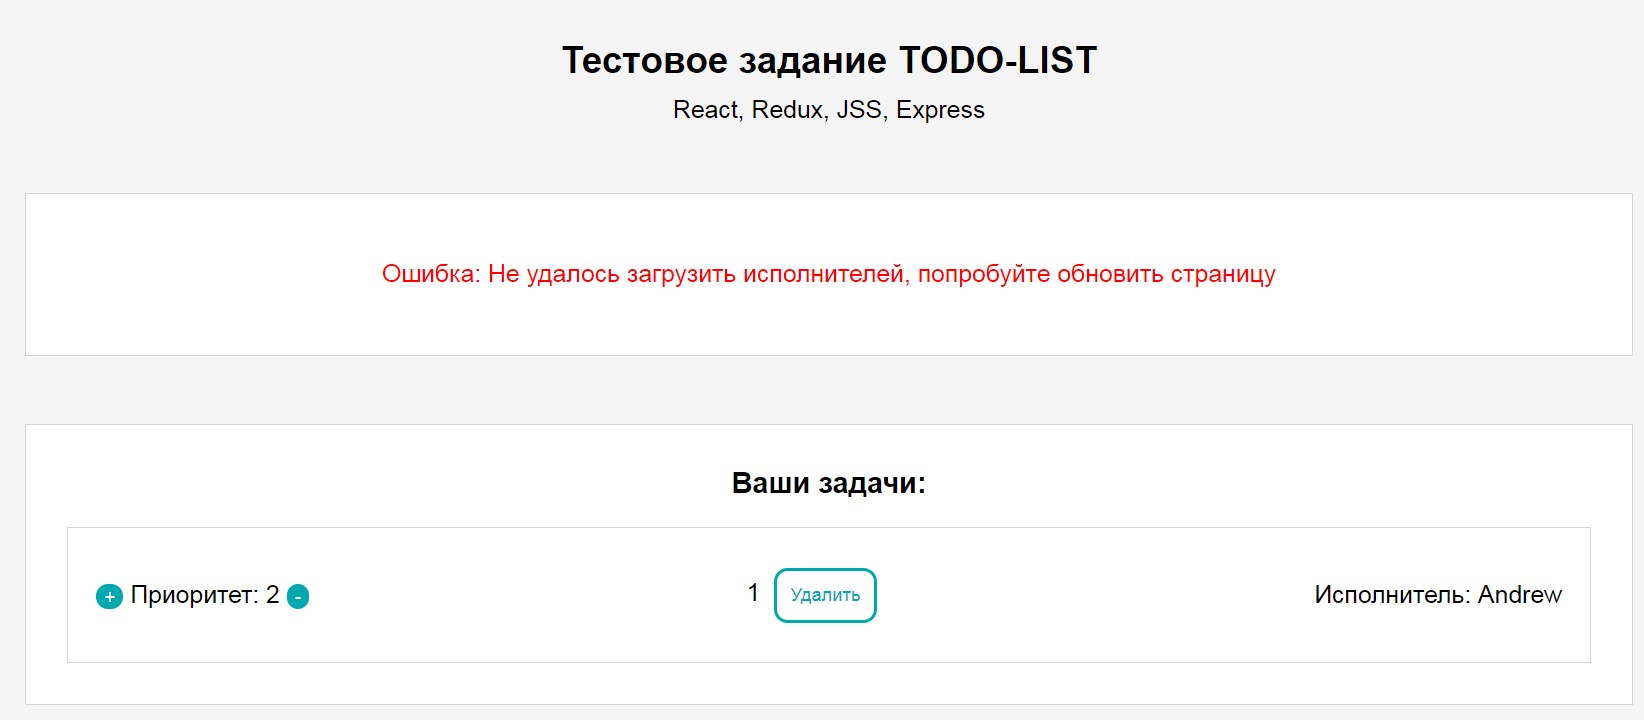 Тестовое задание TODO-LIST
React, Redux, JSS, Express
Ошибка: Не удалось загрузить исполнителей, попробуйте обновить страницу
Ваши задачи:
+ Приоритет: 2 - 1 Удалить Исполнитель: Andrew